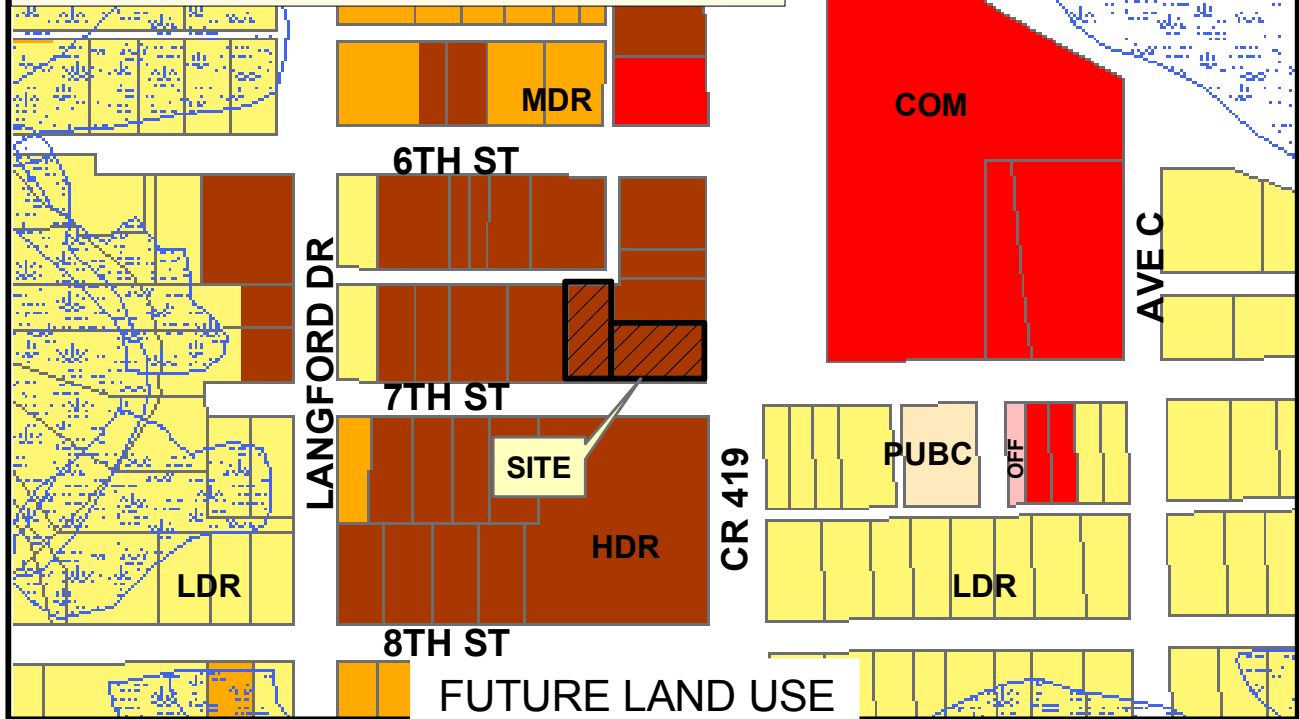 MDR
COM
6TH ST
LANGFORD DR
AVE C
7TH ST
SITE
PUBC
OFF
CR 419
HDR
LDR
LDR
8TH ST
FUTURE LAND USE